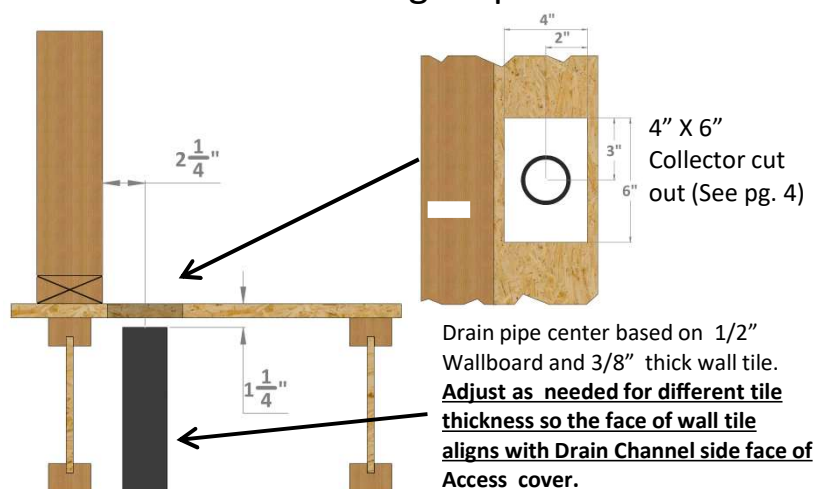 4"
2"
2 1/4"
3"
6"
4” X 6”
Collector cut
out (See pg. 4)
1 1/4"
Drain pipe center based on 1/2”
Wallboard and 3/8” thick wall tile.
Adjust as needed for different tile
thickness so the face of wall tile
aligns with Drain Channel side face of
Access cover.